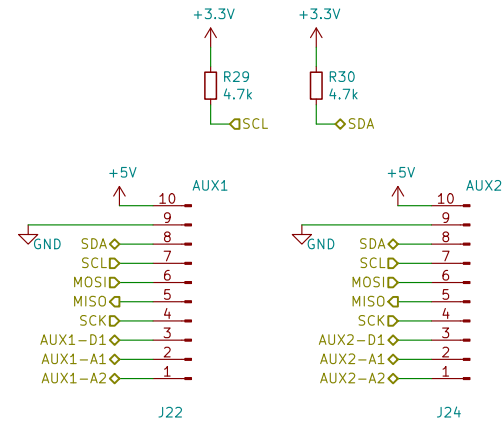 +3.3V
+3.3V
R29
4.7k
R30
4.7k
SCL
SDA
+5V
AUX1
10
9
GND
SDA
8
SCL
7
MOSI
6
MISO
5
SCK
4
AUX1-D1
3
AUX1-A1
2
AUX1-A2
1
J22
+5V
AUX2
10
9
GND
SDA
8
SCL
7
MOSI
6
MISO
5
SCK
4
AUX2-D1
3
AUX2-A1
2
AUX2-A2
1
J24